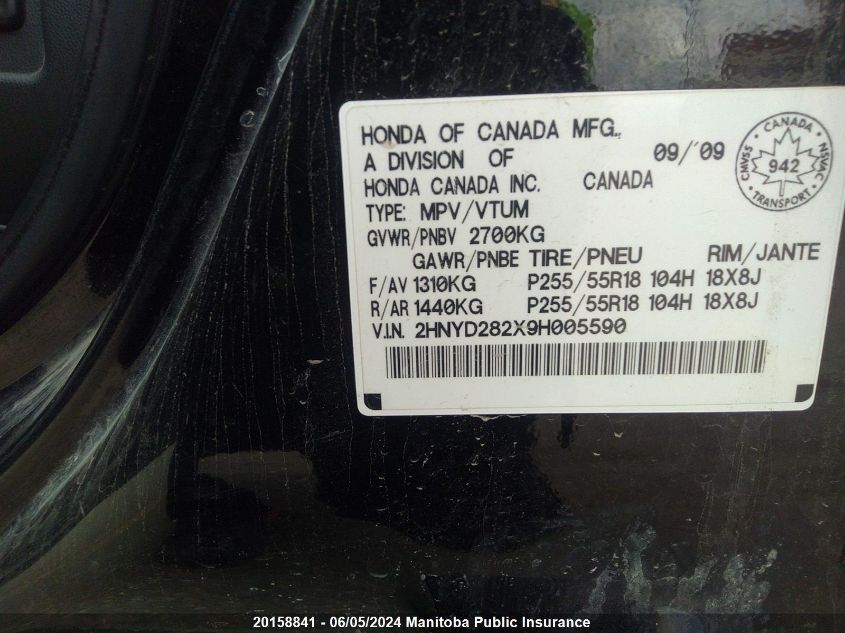 HONDA OF CANADA MFG.,
A DIVISION OF 09/'09
HONDA CANADA INC. CANADA
TYPE: MPV/VTUM
GVWR/PNBV 2700KG
GAWR/PNBE TIRE/PNEU RIM/JANTE
F/AV 1310KG P255/55R18 104H 18X8J
R/AR 1440KG P255/55R18 104H 18X8J
V.I.N. 2HNYD282X9H005590
CANADA
CMVSS 942 NSVAC
TRANSPORT
20158841 - 06/05/2024 Manitoba Public Insurance